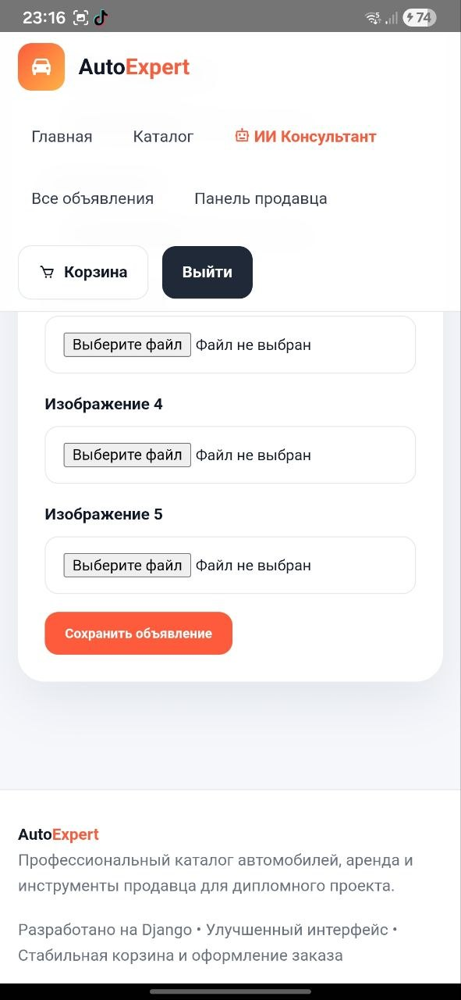 23:16 74
AutoExpert
Главная Каталог ИИ Консультант
Все объявления Панель продавца
Корзина Выйти
Выберите файл Файл не выбран
Изображение 4
Выберите файл Файл не выбран
Изображение 5
Выберите файл Файл не выбран
Сохранить объявление
AutoExpert
Профессиональный каталог автомобилей, аренда и
инструменты продавца для дипломного проекта.
Разработано на Django • Улучшенный интерфейс •
Стабильная корзина и оформление заказа